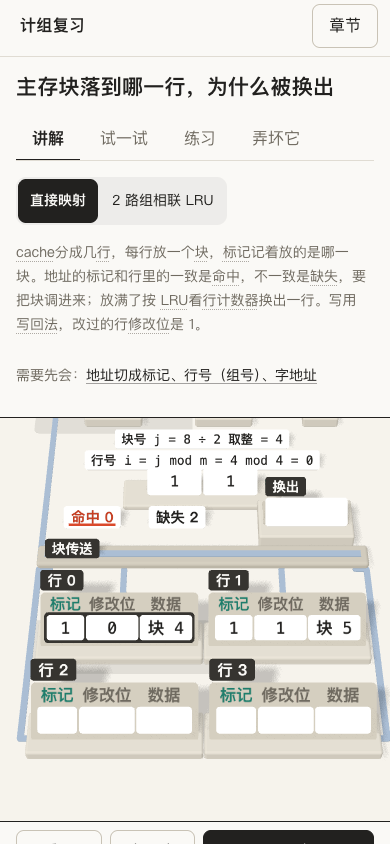 计组复习
章节
主存块落到哪一行，为什么被换出
讲解 试一试 练习 弄坏它
直接映射 2 路组相联 LRU
cache分成几行，每行放一个块，标记记着放的是哪一
块。地址的标记和行里的一致是命中，不一致是缺失，要
把块调进来；放满了按 LRU看行计数器换出一行。写用
写回法，改过的行修改位是 1。
需要先会：地址切成标记、行号（组号）、字地址
块号 j = 8 ÷ 2 取整 = 4
行号 i = j mod m = 4 mod 4 = 0
1 1
换出
命中 0 缺失 2
块传送
行 0
标记 修改位 数据
1 0 块 4
行 1
标记 修改位 数据
1 1 块 5
行 2
标记 修改位 数据
行 3
标记 修改位 数据